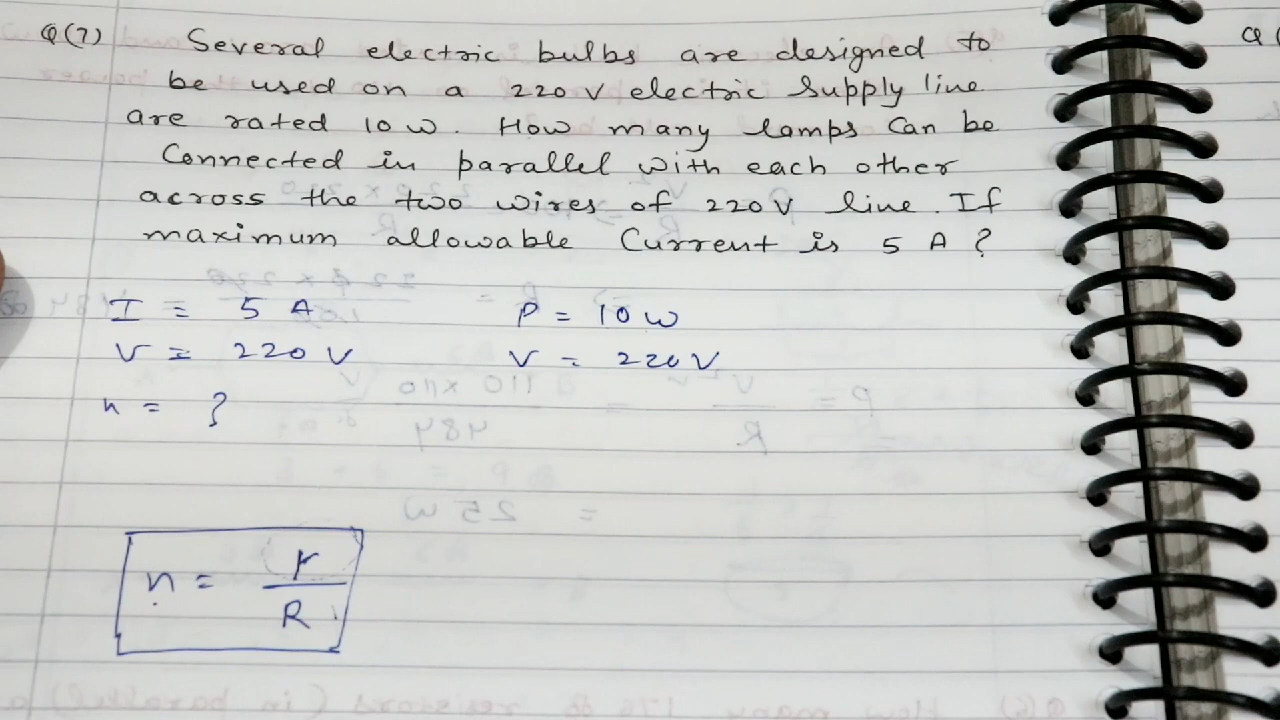 Q(7) Several electric bulbs are designed to
be used on a 220 V electric Supply line
are rated 10 w. How many lamps Can be
Connected in parallel with each other
across the two wires of 220 V line. If
maximum allowable Current is 5 A ?
I = 5 A P = 10 w
V = 220 V V = 220 V
n = ?
n = r / R